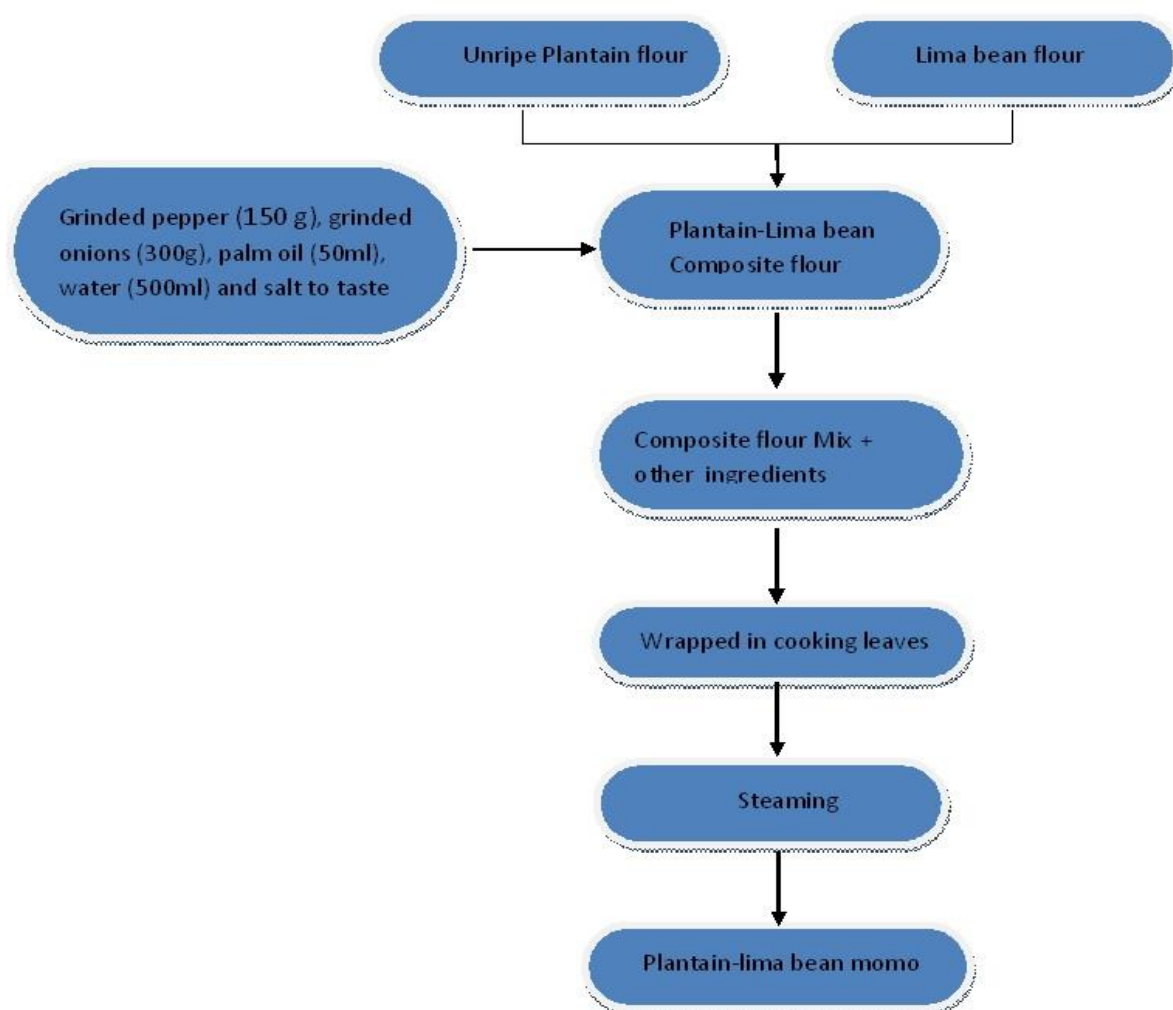 Unripe Plantain flour
Lima bean flour
Grinded pepper (150 g), grinded
onions (300g), palm oil (50ml),
water (500ml) and salt to taste
Plantain-Lima bean
Composite flour
Composite flour Mix +
other ingredients
Wrapped in cooking leaves
Steaming
Plantain-lima bean momo